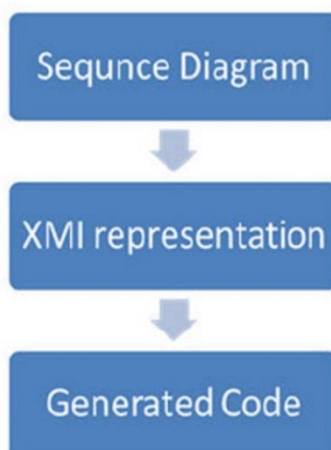 Sequnce Diagram
XMI representation
Generated Code